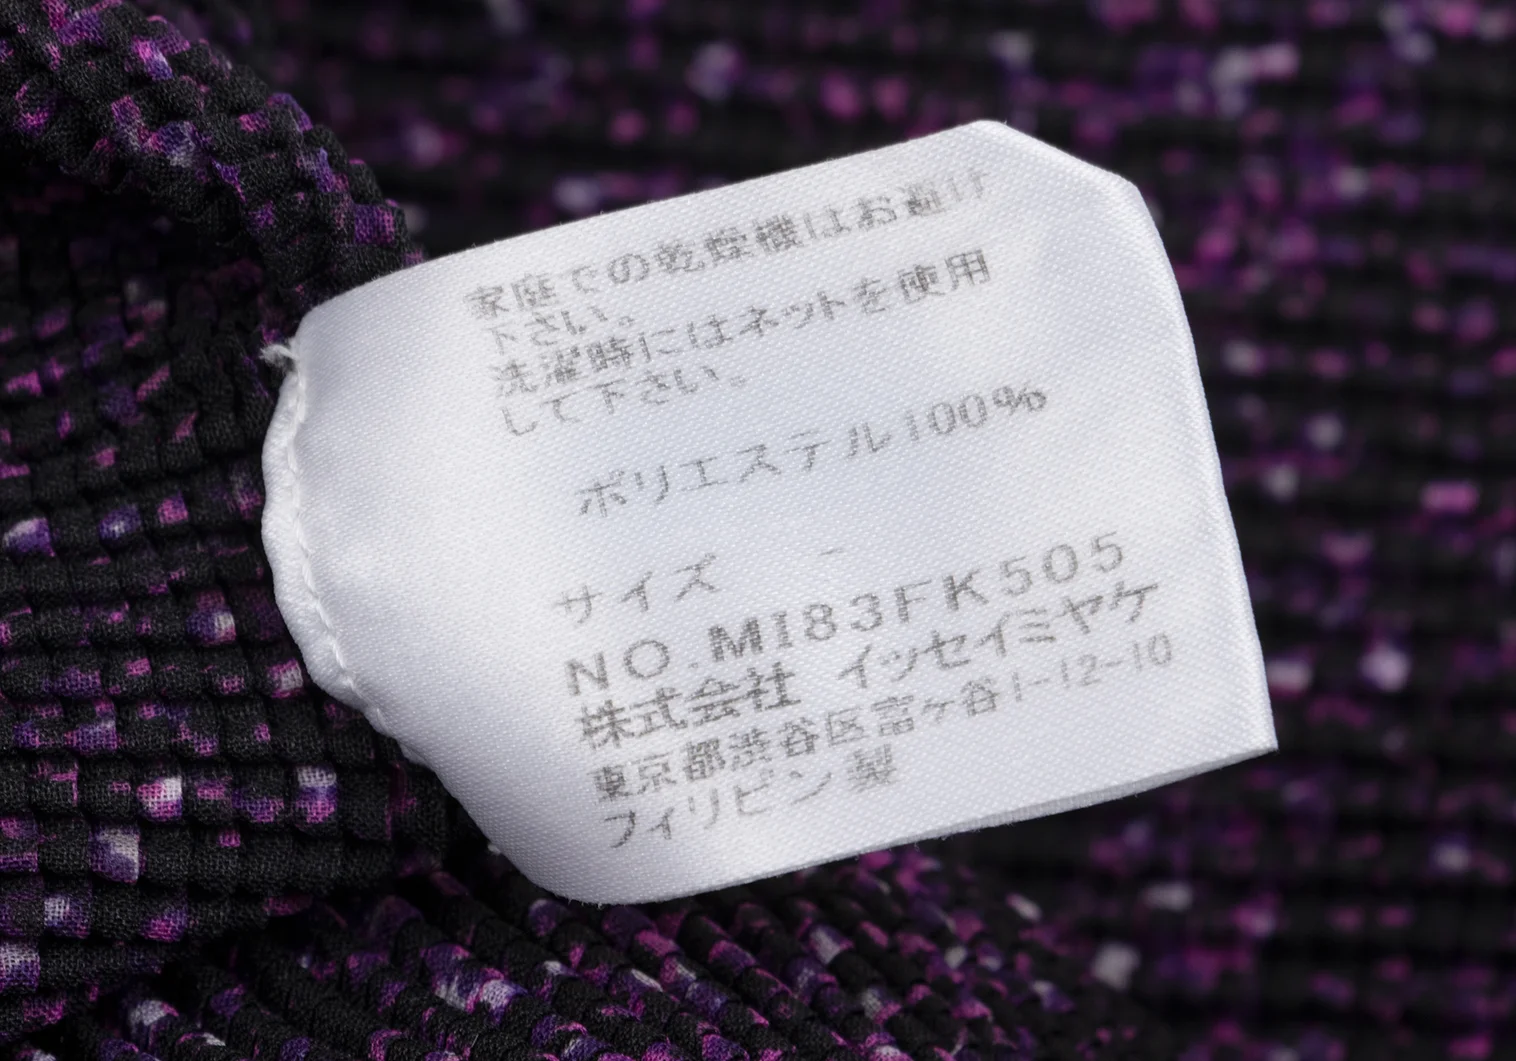 家庭での乾燥機はお避け
下さい。
洗濯時にはネットを使用
して下さい。
ポリエステル100%
サイズ -
NO.MI83FK505
株式会社 イッセイミヤケ
東京都渋谷区富ヶ谷1-12-10
フィリピン製